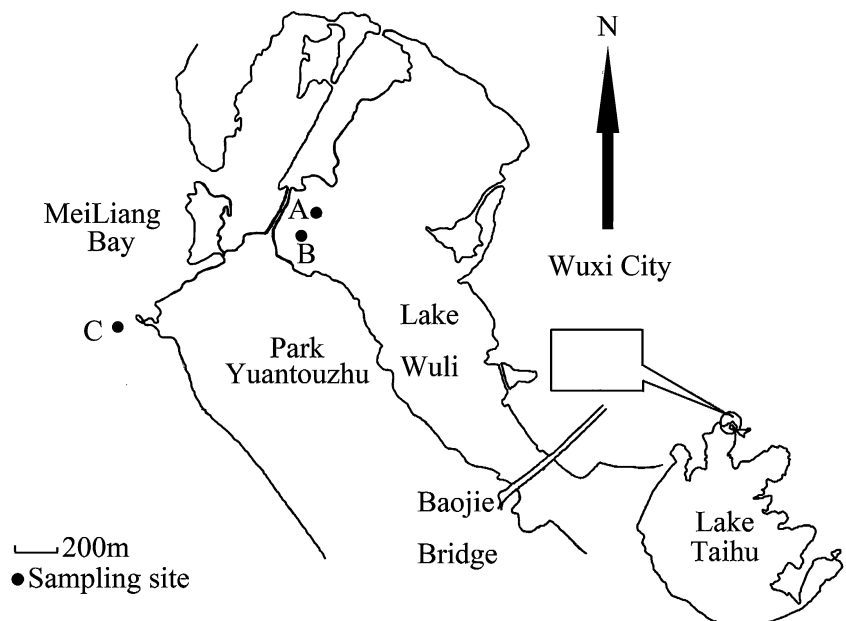 N
MeiLiang
Bay
A
B
Wuxi City
C
Lake
Wuli
Park
Yuantouzhu
Baojie
Bridge
Lake
Taihu
200m
Sampling site